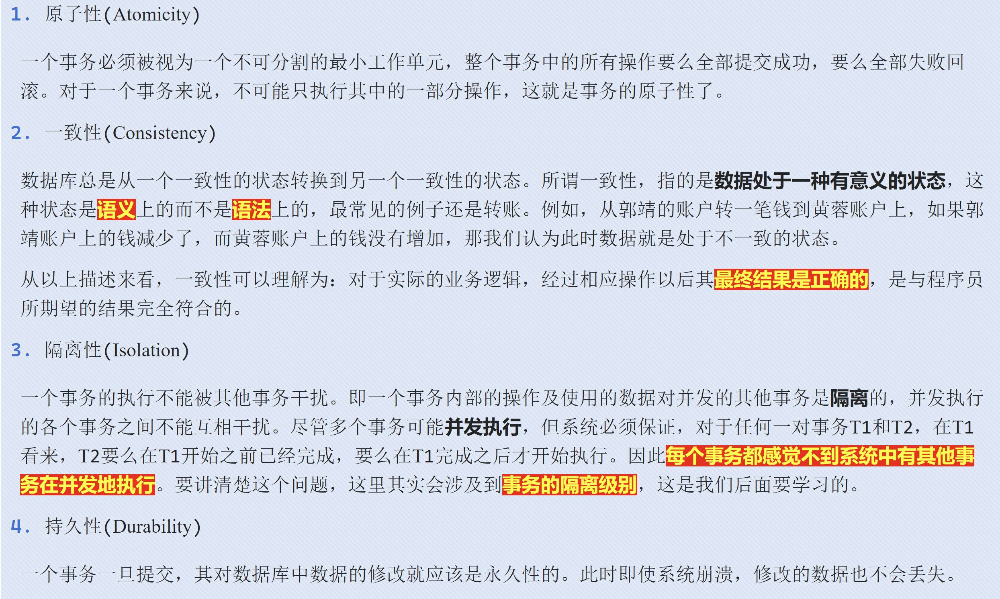 1. 原子性(Atomicity)
一个事务必须被视为一个不可分割的最小工作单元，整个事务中的所有操作要么全部提交成功，要么全部失败回
滚。对于一个事务来说，不可能只执行其中的一部分操作，这就是事务的原子性了。
2. 一致性(Consistency)
数据库总是从一个一致性的状态转换到另一个一致性的状态。所谓一致性，指的是数据处于一种有意义的状态，这
种状态是语义上的而不是语法上的，最常见的例子还是转账。例如，从郭靖的账户转一笔钱到黄蓉账户上，如果郭
靖账户上的钱减少了，而黄蓉账户上的钱没有增加，那我们认为此时数据就是处于不一致的状态。
从以上描述来看，一致性可以理解为：对于实际的业务逻辑，经过相应操作以后其最终结果是正确的，是与程序员
所期望的结果完全符合的。
3. 隔离性(Isolation)
一个事务的执行不能被其他事务干扰。即一个事务内部的操作及使用的数据对并发的其他事务是隔离的，并发执行
的各个事务之间不能互相干扰。尽管多个事务可能并发执行，但系统必须保证，对于任何一对事务T1和T2，在T1
看来，T2要么在T1开始之前已经完成，要么在T1完成之后才开始执行。因此每个事务都感觉不到系统中有其他事
务在并发地执行。要讲清楚这个问题，这里其实会涉及到事务的隔离级别，这是我们后面要学习的。
4. 持久性(Durability)
一个事务一旦提交，其对数据库中数据的修改就应该是永久性的。此时即使系统崩溃，修改的数据也不会丢失。